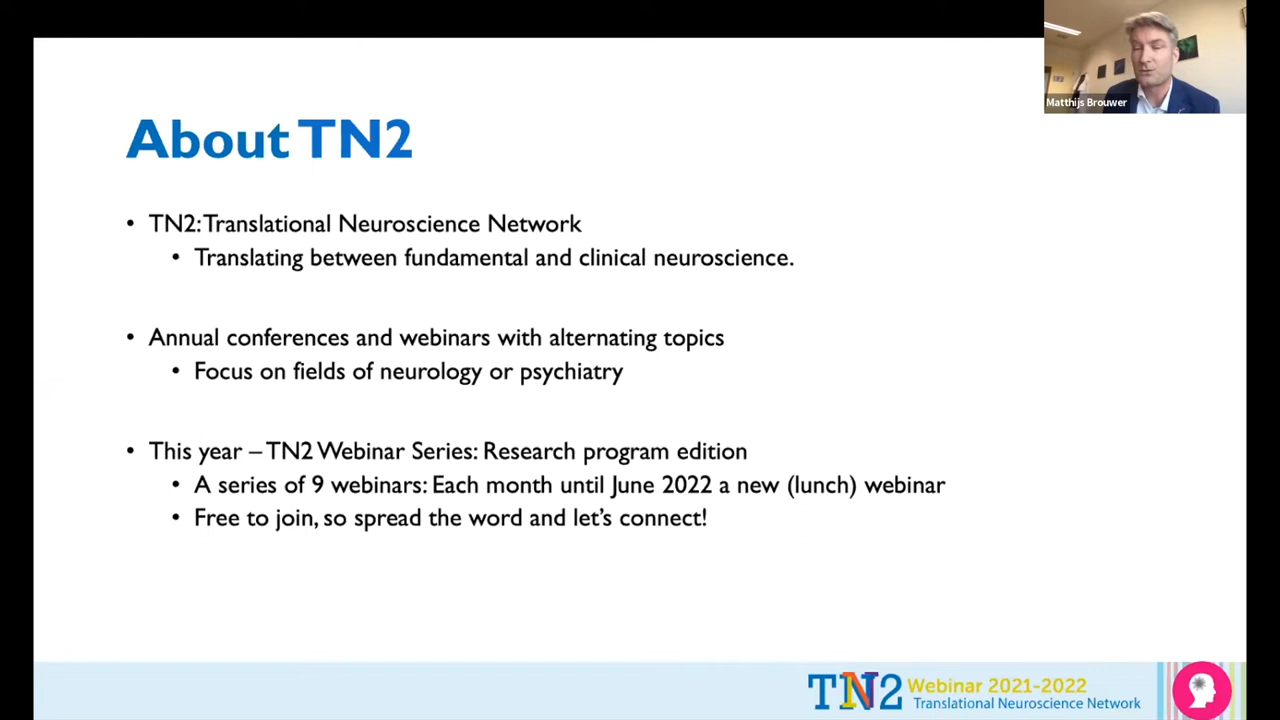 Matthijs Brouwer
About TN2
• TN2: Translational Neuroscience Network
• Translating between fundamental and clinical neuroscience.
• Annual conferences and webinars with alternating topics
• Focus on fields of neurology or psychiatry
• This year – TN2 Webinar Series: Research program edition
• A series of 9 webinars: Each month until June 2022 a new (lunch) webinar
• Free to join, so spread the word and let’s connect!
TN2 Webinar 2021-2022
Translational Neuroscience Network